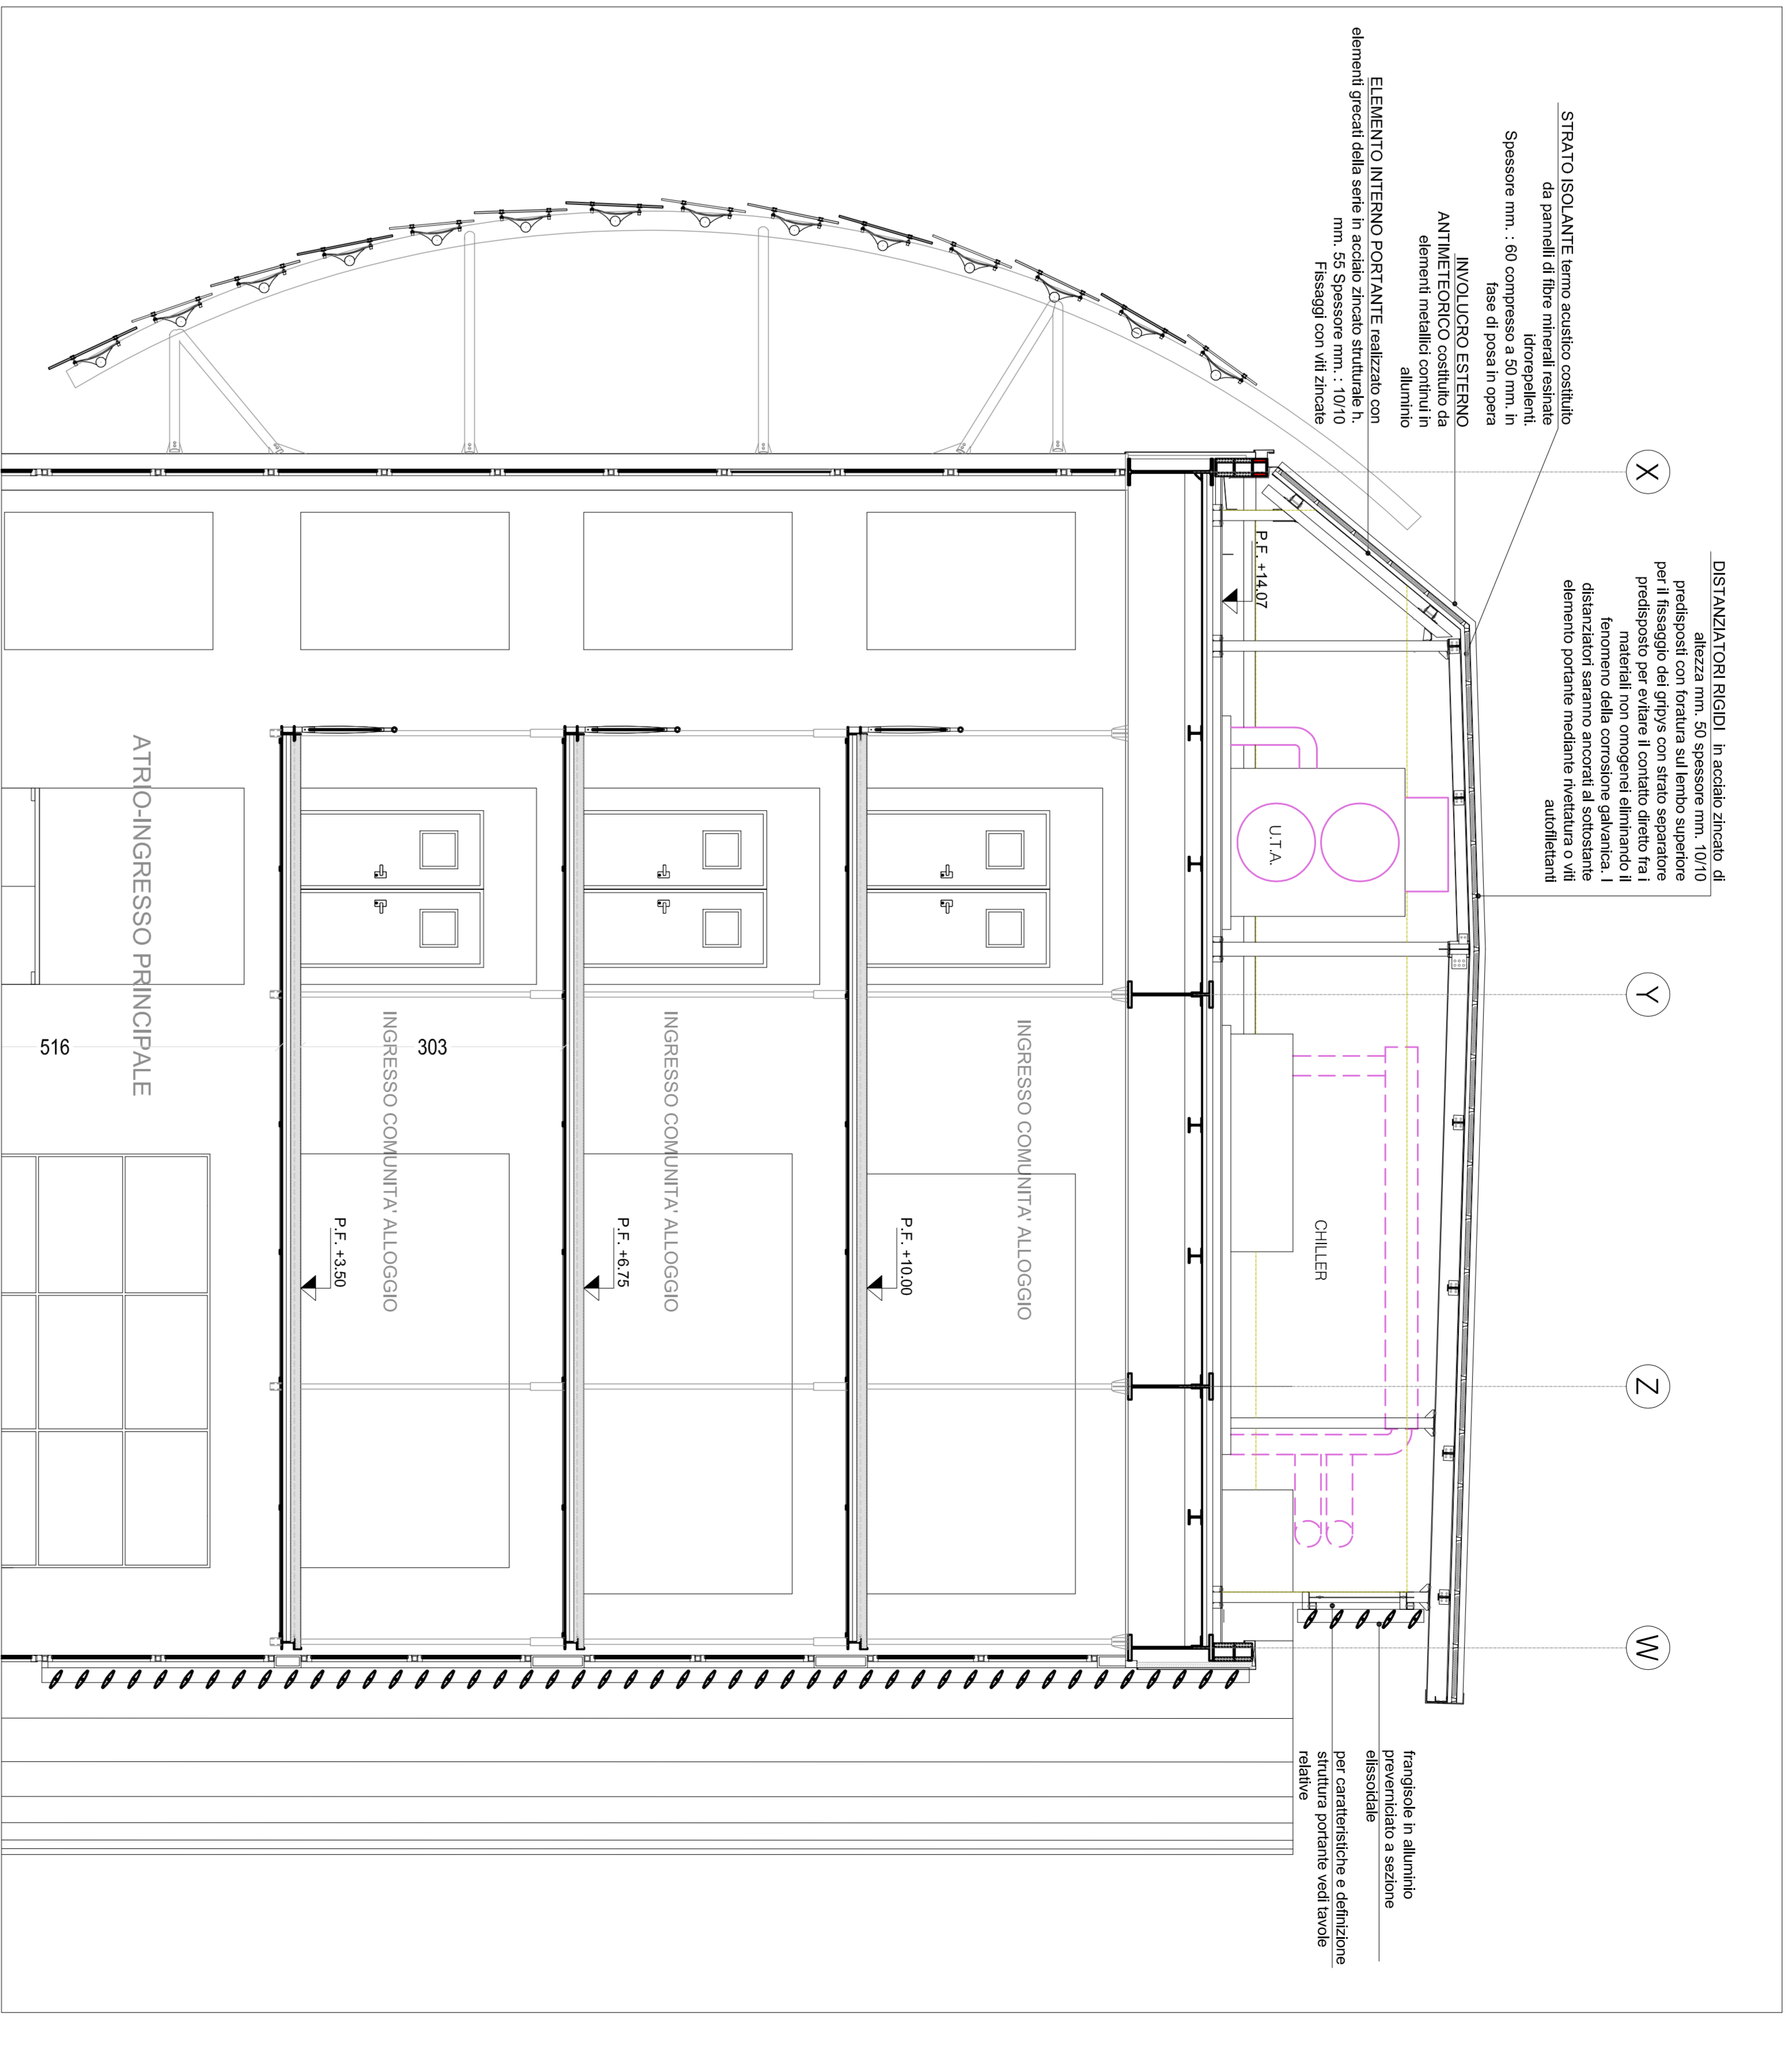 DISTANZIATORI RIGIDI in acciaio zincato di
altezza mm. 50 spessore mm. 10/10
predisposti con foratura sul lembo superiore
per il fissaggio dei gripys con strato separatore
predisposto per evitare il contatto diretto fra i
materiali non omogenei eliminando il
fenomeno della corrosione galvanica. I
distanziatori saranno ancorati al sottostante
elemento portante mediante rivettatura o viti
autofilettanti
STRATO ISOLANTE termo acustico costituito
da pannelli di fibre minerali resinate
idrorepellenti.
Spessore mm. : 60 compresso a 50 mm. in
fase di posa in opera
INVOLUCRO ESTERNO
ANTIMETEORICO costituito da
elementi metallici continui in
alluminio
ELEMENTO INTERNO PORTANTE realizzato con
elementi grecati della serie in acciaio zincato strutturale h.
mm. 55 Spessore mm. : 10/10
Fissaggi con viti zincate
X
Y
Z
W
frangisole in alluminio
preverniciato a sezione
elissoidale
per caratteristiche e definizione
struttura portante vedi tavole
relative
P.F. +14.07
U.T.A.
CHILLER
INGRESSO COMUNITA' ALLOGGIO
P.F. +10.00
INGRESSO COMUNITA' ALLOGGIO
P.F. +6.75
303
INGRESSO COMUNITA' ALLOGGIO
P.F. +3.50
ATRIO-INGRESSO PRINCIPALE
516